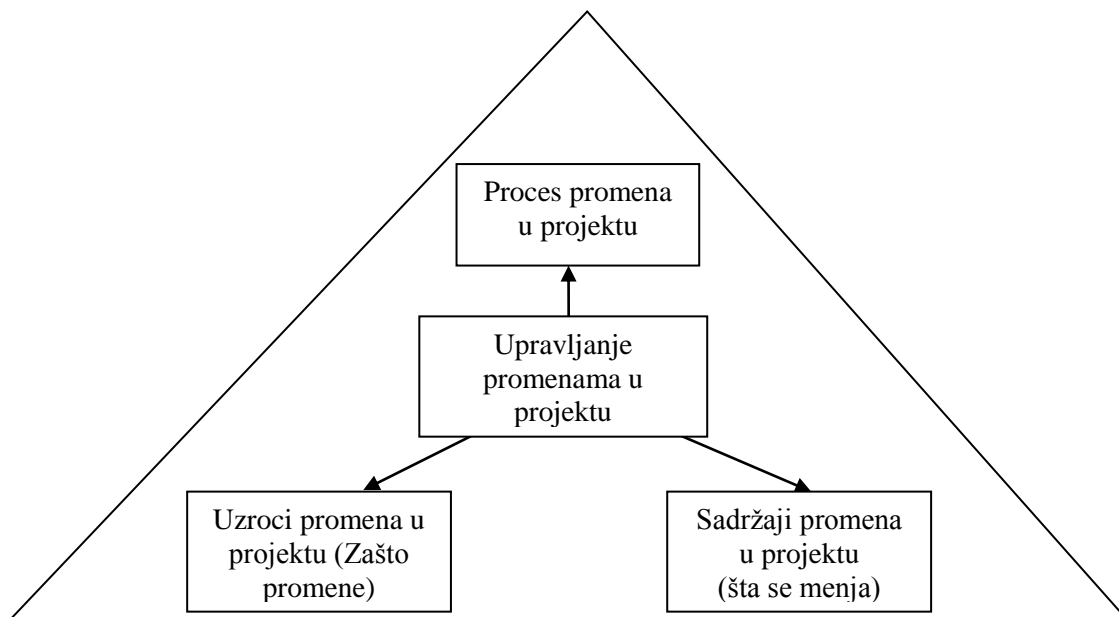 Proces promena
u projektu
Upravljanje
promenama u
projektu
Uzroci promena u
projektu (Zašto
promene)
Sadržaji promena
u projektu
(šta se menja)